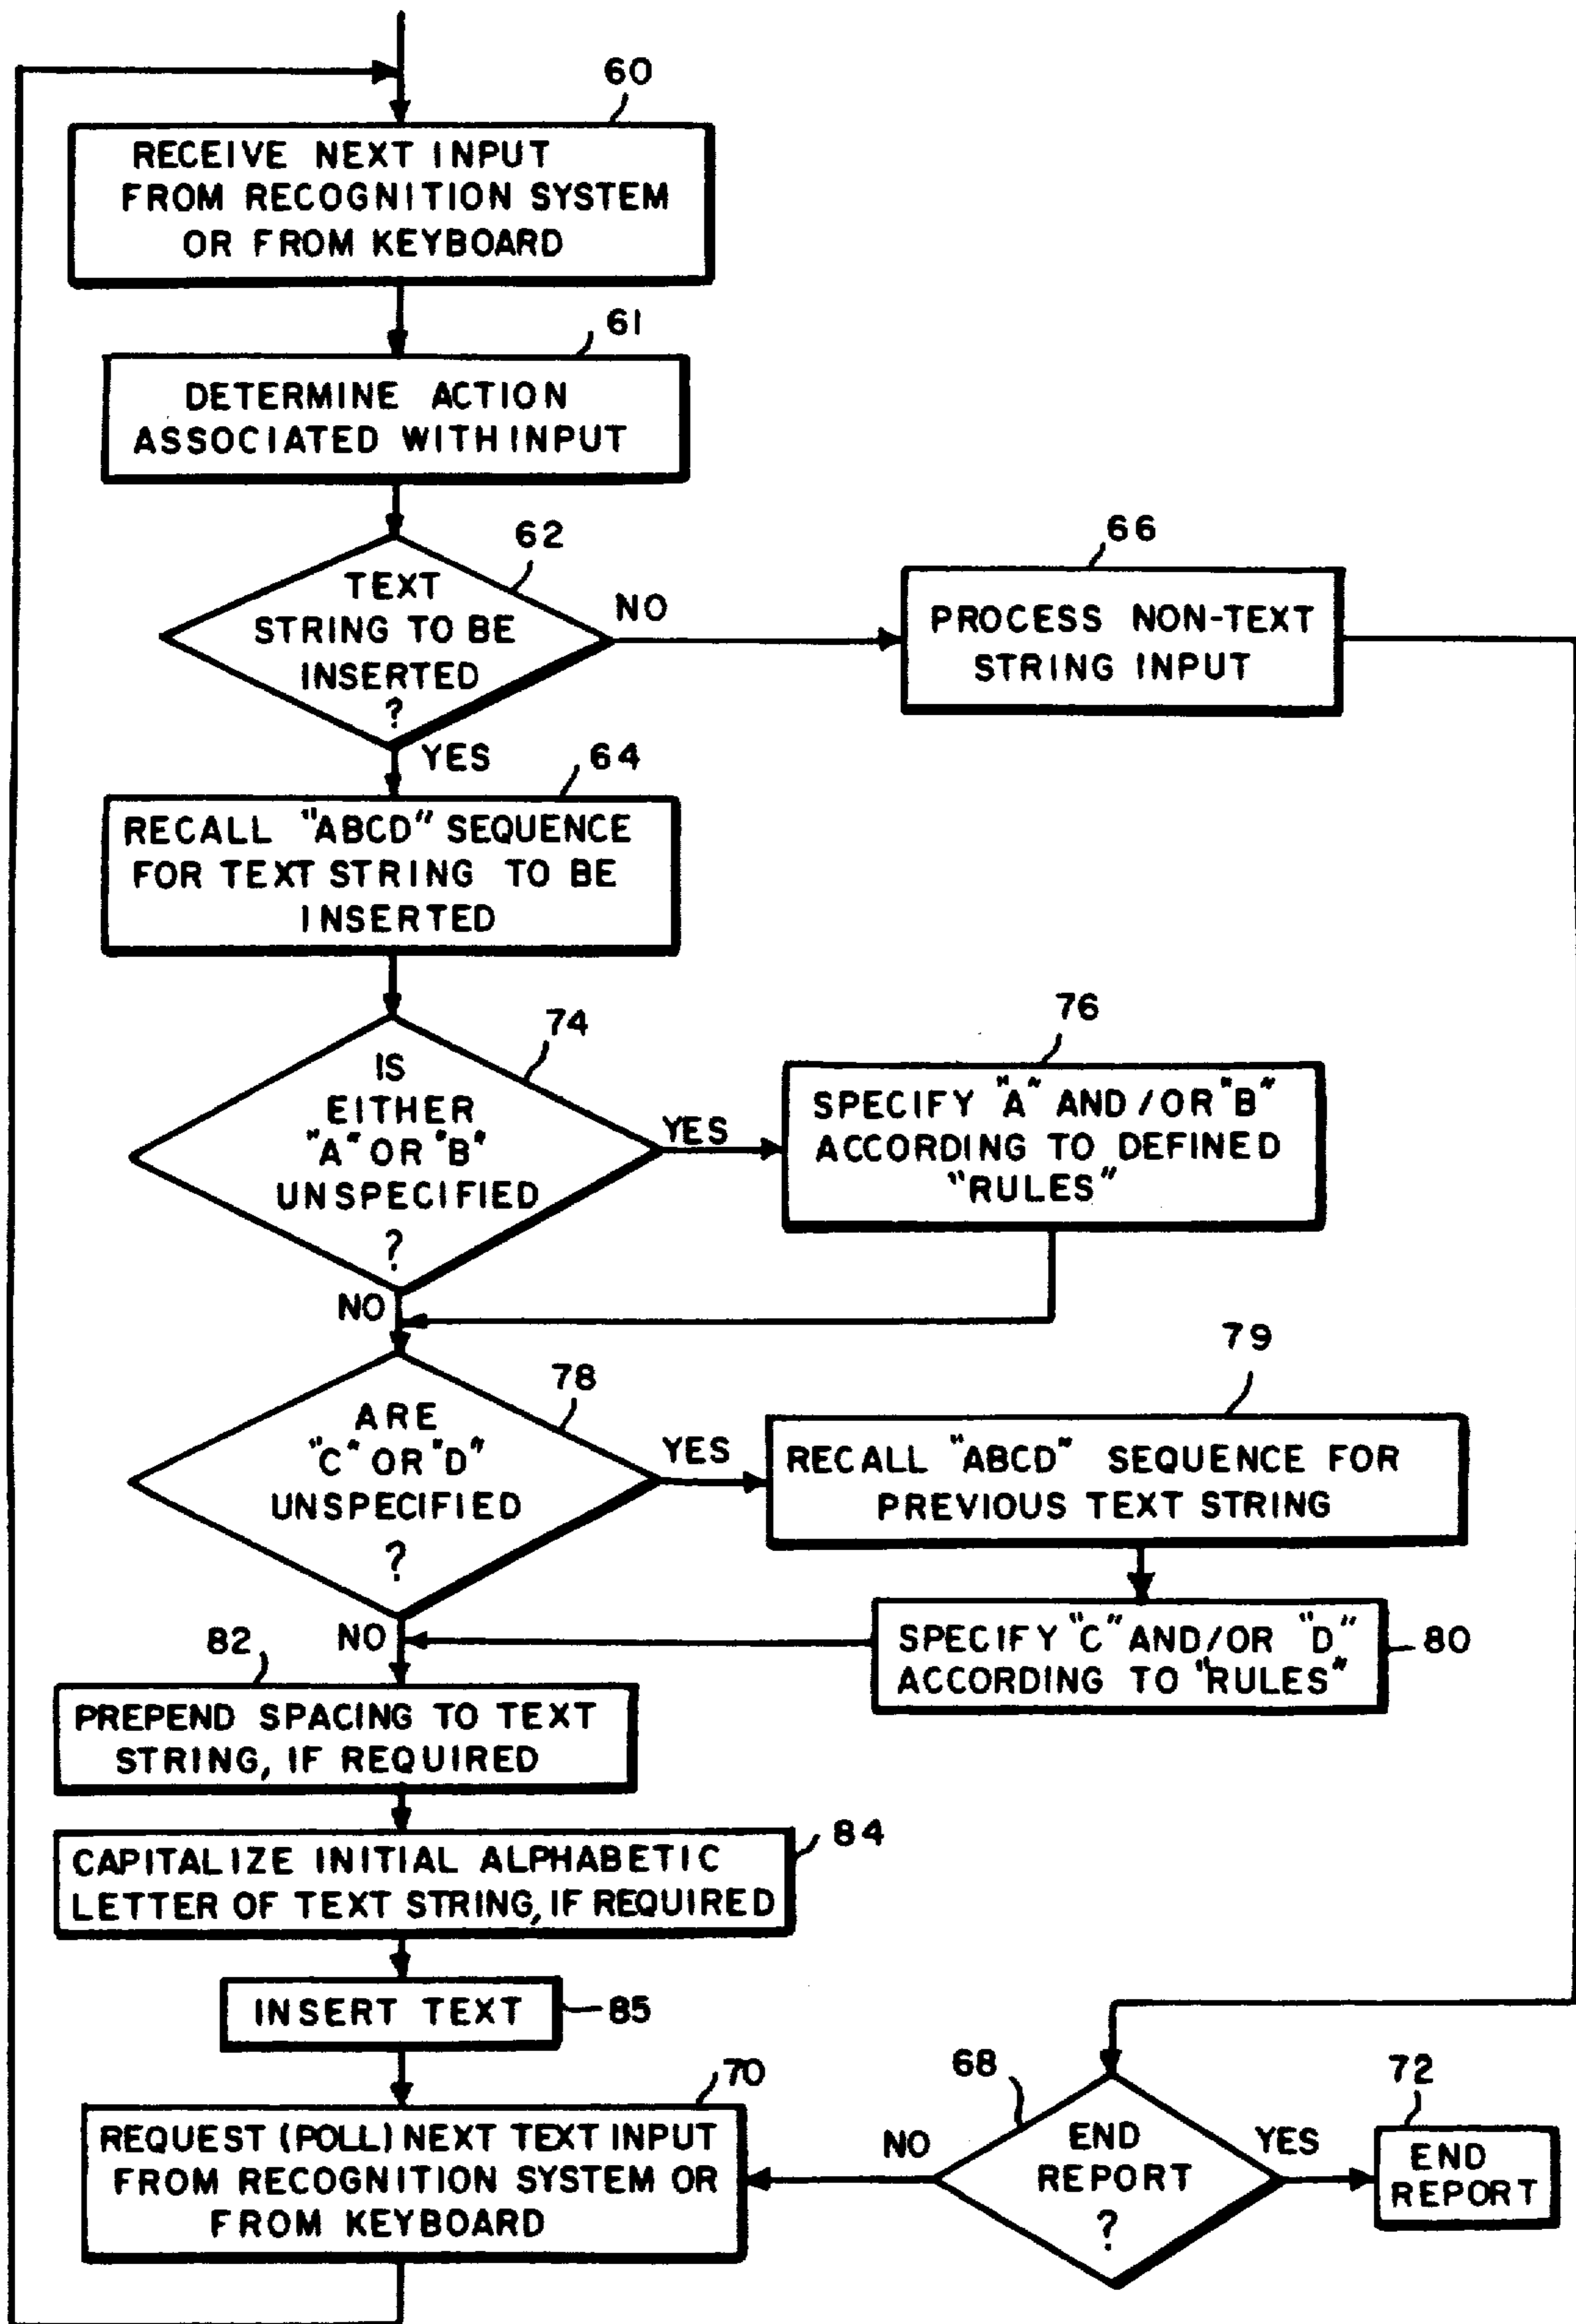 60
RECEIVE NEXT INPUT
FROM RECOGNITION SYSTEM
OR FROM KEYBOARD
61
DETERMINE ACTION
ASSOCIATED WITH INPUT
62
TEXT
STRING TO BE
INSERTED
?
NO
66
PROCESS NON-TEXT
STRING INPUT
YES
64
RECALL "ABCD" SEQUENCE
FOR TEXT STRING TO BE
INSERTED
74
IS
EITHER
"A" OR "B"
UNSPECIFIED
?
YES
76
SPECIFY "A" AND/OR "B"
ACCORDING TO DEFINED
"RULES"
NO
78
ARE
"C" OR "D"
UNSPECIFIED
?
YES
79
RECALL "ABCD" SEQUENCE FOR
PREVIOUS TEXT STRING
NO
SPECIFY "C" AND/OR "D"
ACCORDING TO "RULES"
80
82
PREPEND SPACING TO TEXT
STRING, IF REQUIRED
84
CAPITALIZE INITIAL ALPHABETIC
LETTER OF TEXT STRING, IF REQUIRED
INSERT TEXT
85
70
REQUEST (POLL) NEXT TEXT INPUT
FROM RECOGNITION SYSTEM OR
FROM KEYBOARD
68
NO
END
REPORT
?
YES
72
END
REPORT